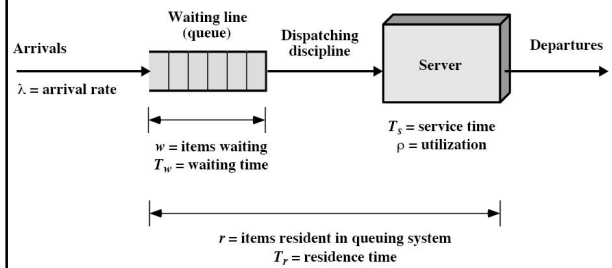 Waiting line
(queue)
Dispatching
discipline
Arrivals
Departures
Server
λ = arrival rate
w = items waiting
T_w = waiting time
T_s = service time
ρ = utilization
r = items resident in queuing system
T_r = residence time